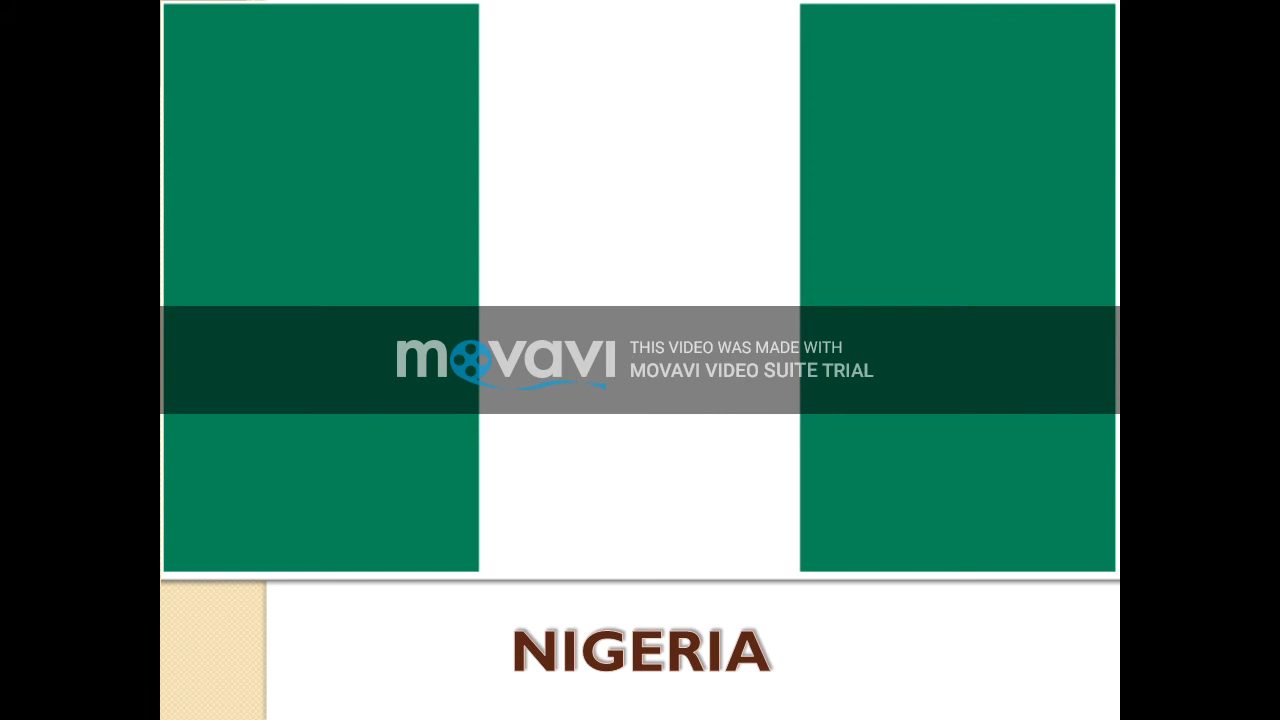 movavi
THIS VIDEO WAS MADE WITH
MOVAVI VIDEO SUITE TRIAL
NIGERIA